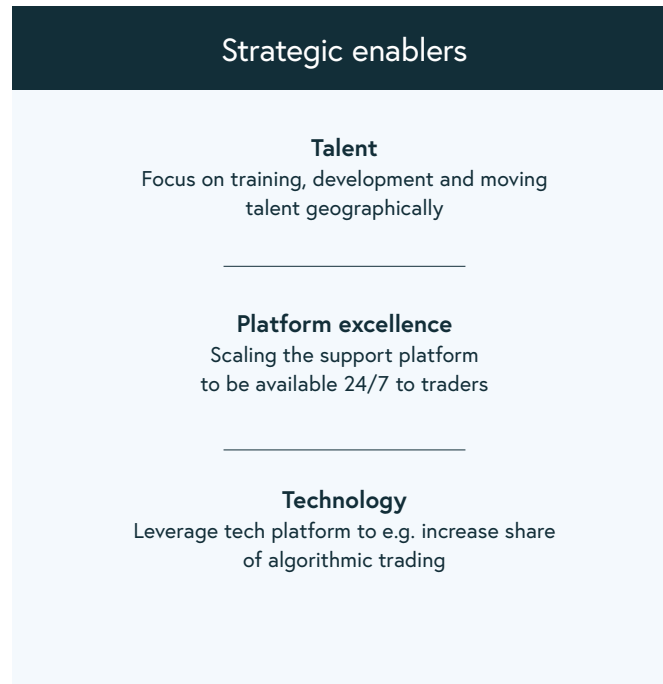 Strategic enablers
Talent
Focus on training, development and moving
talent geographically
Platform excellence
Scaling the support platform
to be available 24/7 to traders
Technology
Leverage tech platform to e.g. increase share
of algorithmic trading